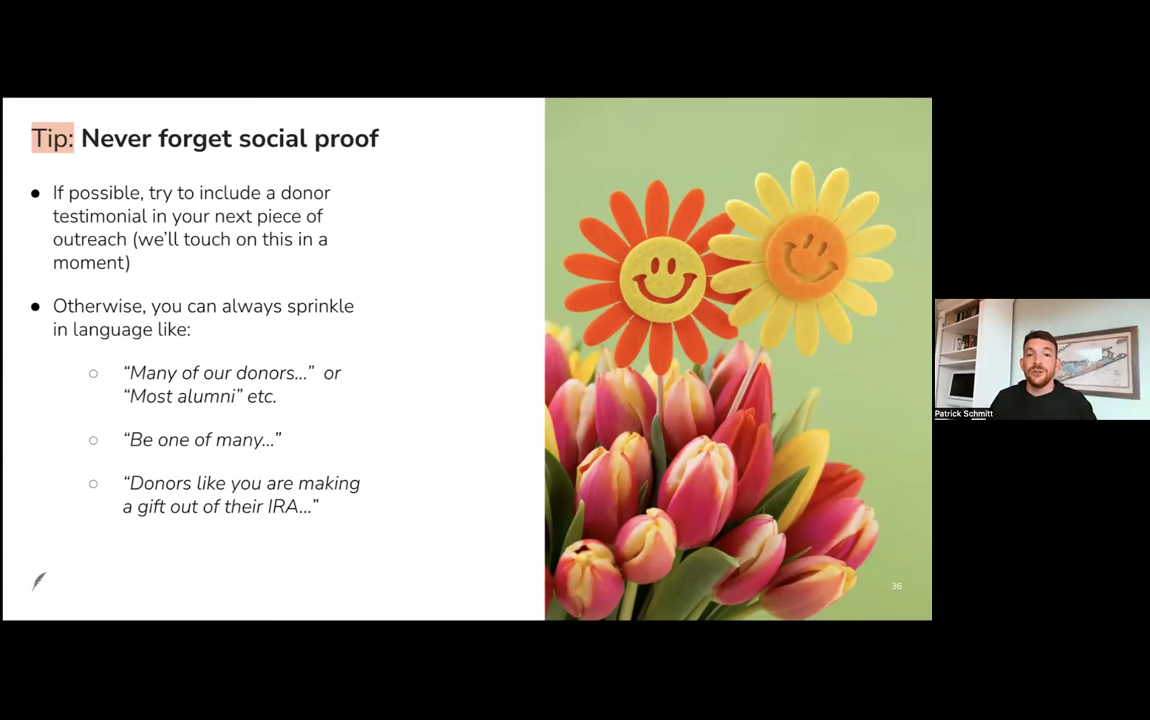 Tip: Never forget social proof
● If possible, try to include a donor
testimonial in your next piece of
outreach (we'll touch on this in a
moment)
● Otherwise, you can always sprinkle
in language like:
○ “Many of our donors...” or
“Most alumni” etc.
○ “Be one of many...”
○ “Donors like you are making
a gift out of their IRA...”
36
Patrick Schmitt